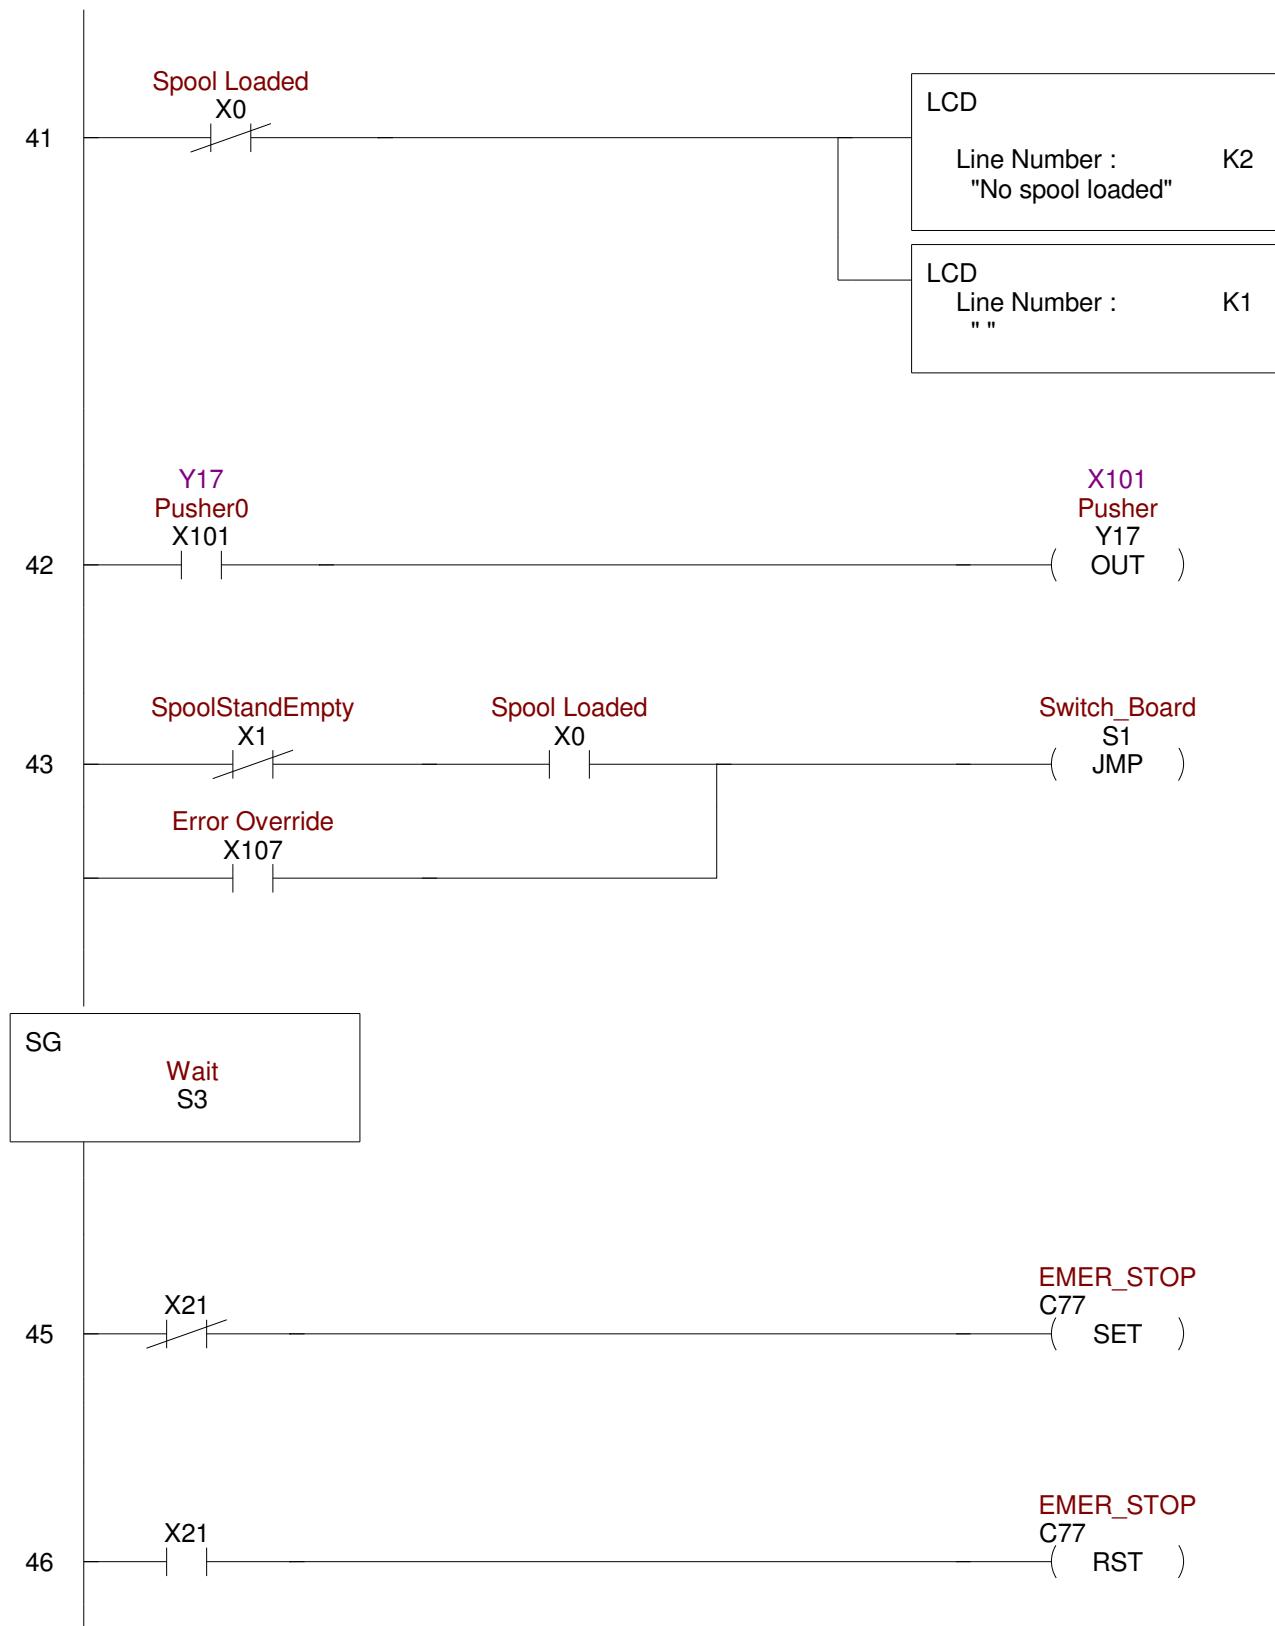 Spool Loaded
X0
41
LCD
Line Number : K2
"No spool loaded"
LCD
Line Number : K1
" "
Y17
Pusher0
X101
X101
Pusher
Y17
42
OUT
SpoolStandEmpty
X1
Spool Loaded
X0
Switch_Board
S1
43
JMP
Error Override
X107
SG
Wait
S3
X21
EMER_STOP
C77
45
SET
X21
EMER_STOP
C77
46
RST